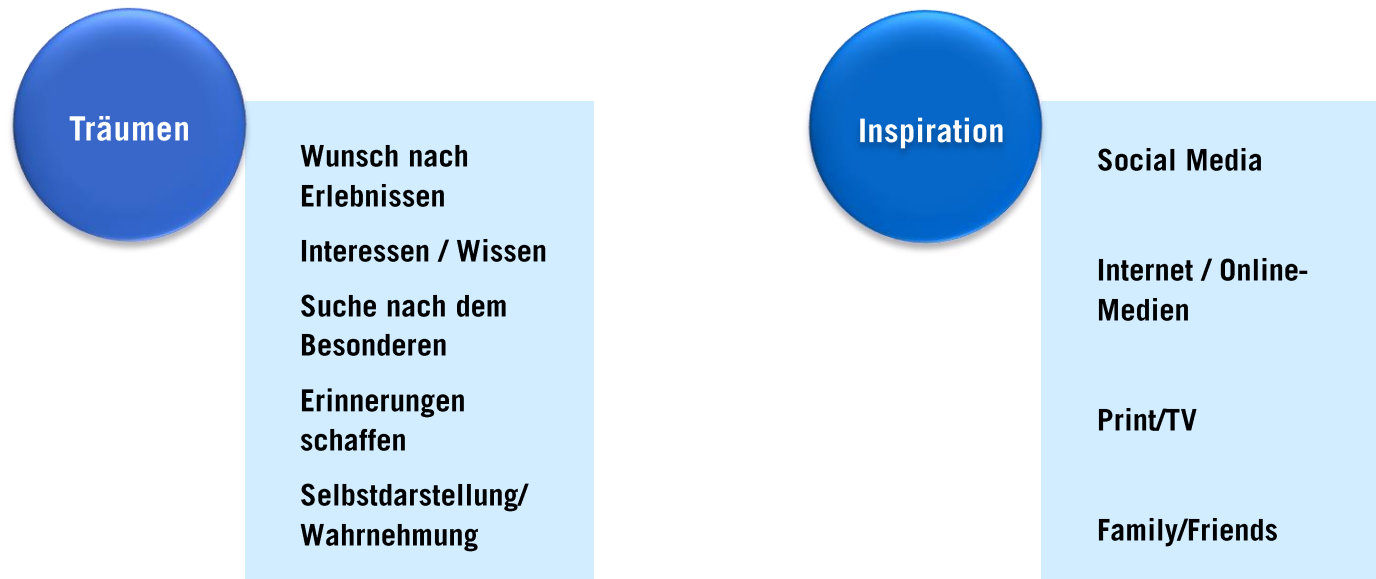 Träumen
Wunsch nach
Erlebnissen
Interessen / Wissen
Suche nach dem
Besonderen
Erinnerungen
schaffen
Selbstdarstellung/
Wahrnehmung
Inspiration
Social Media
Internet / Online-
Medien
Print/TV
Family/Friends